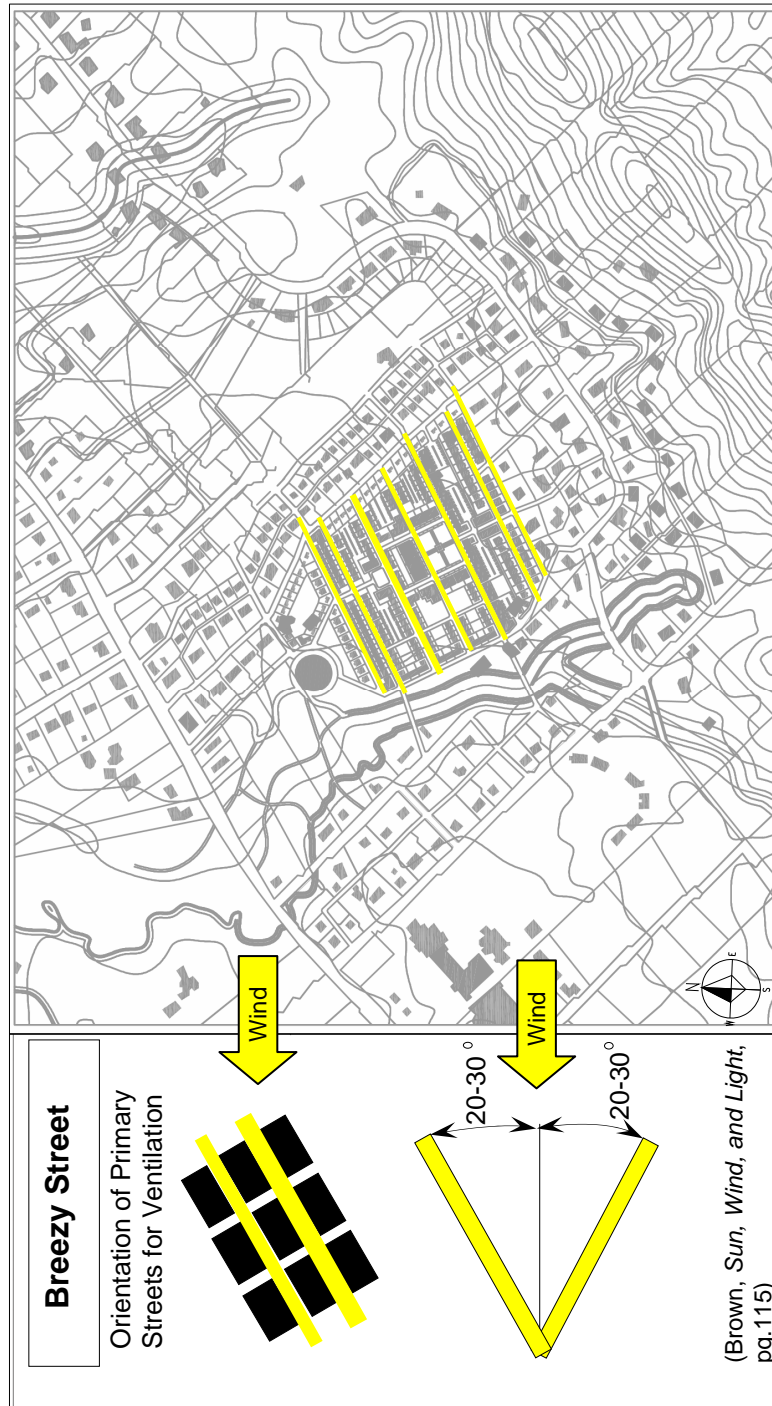 Breezy Street
Orientation of Primary
Streets for Ventilation
Wind
Wind
20-30°
20-30°
(Brown, Sun, Wind, and Light,
pg.115)
N
E
S
W